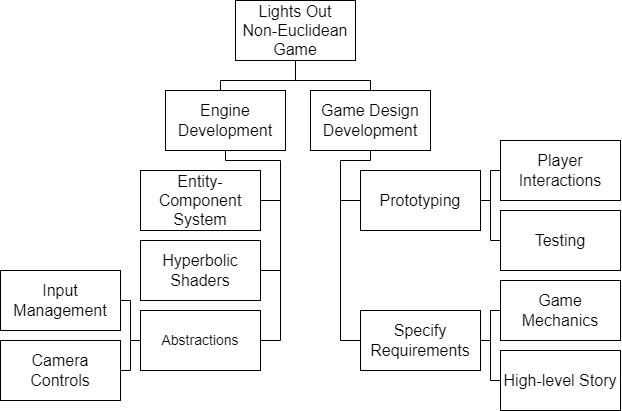 Lights Out
Non-Euclidean
Game
Engine
Development
Game Design
Development
Entity-
Component
System
Hyperbolic
Shaders
Abstractions
Input
Management
Camera
Controls
Prototyping
Player
Interactions
Testing
Specify
Requirements
Game
Mechanics
High-level Story